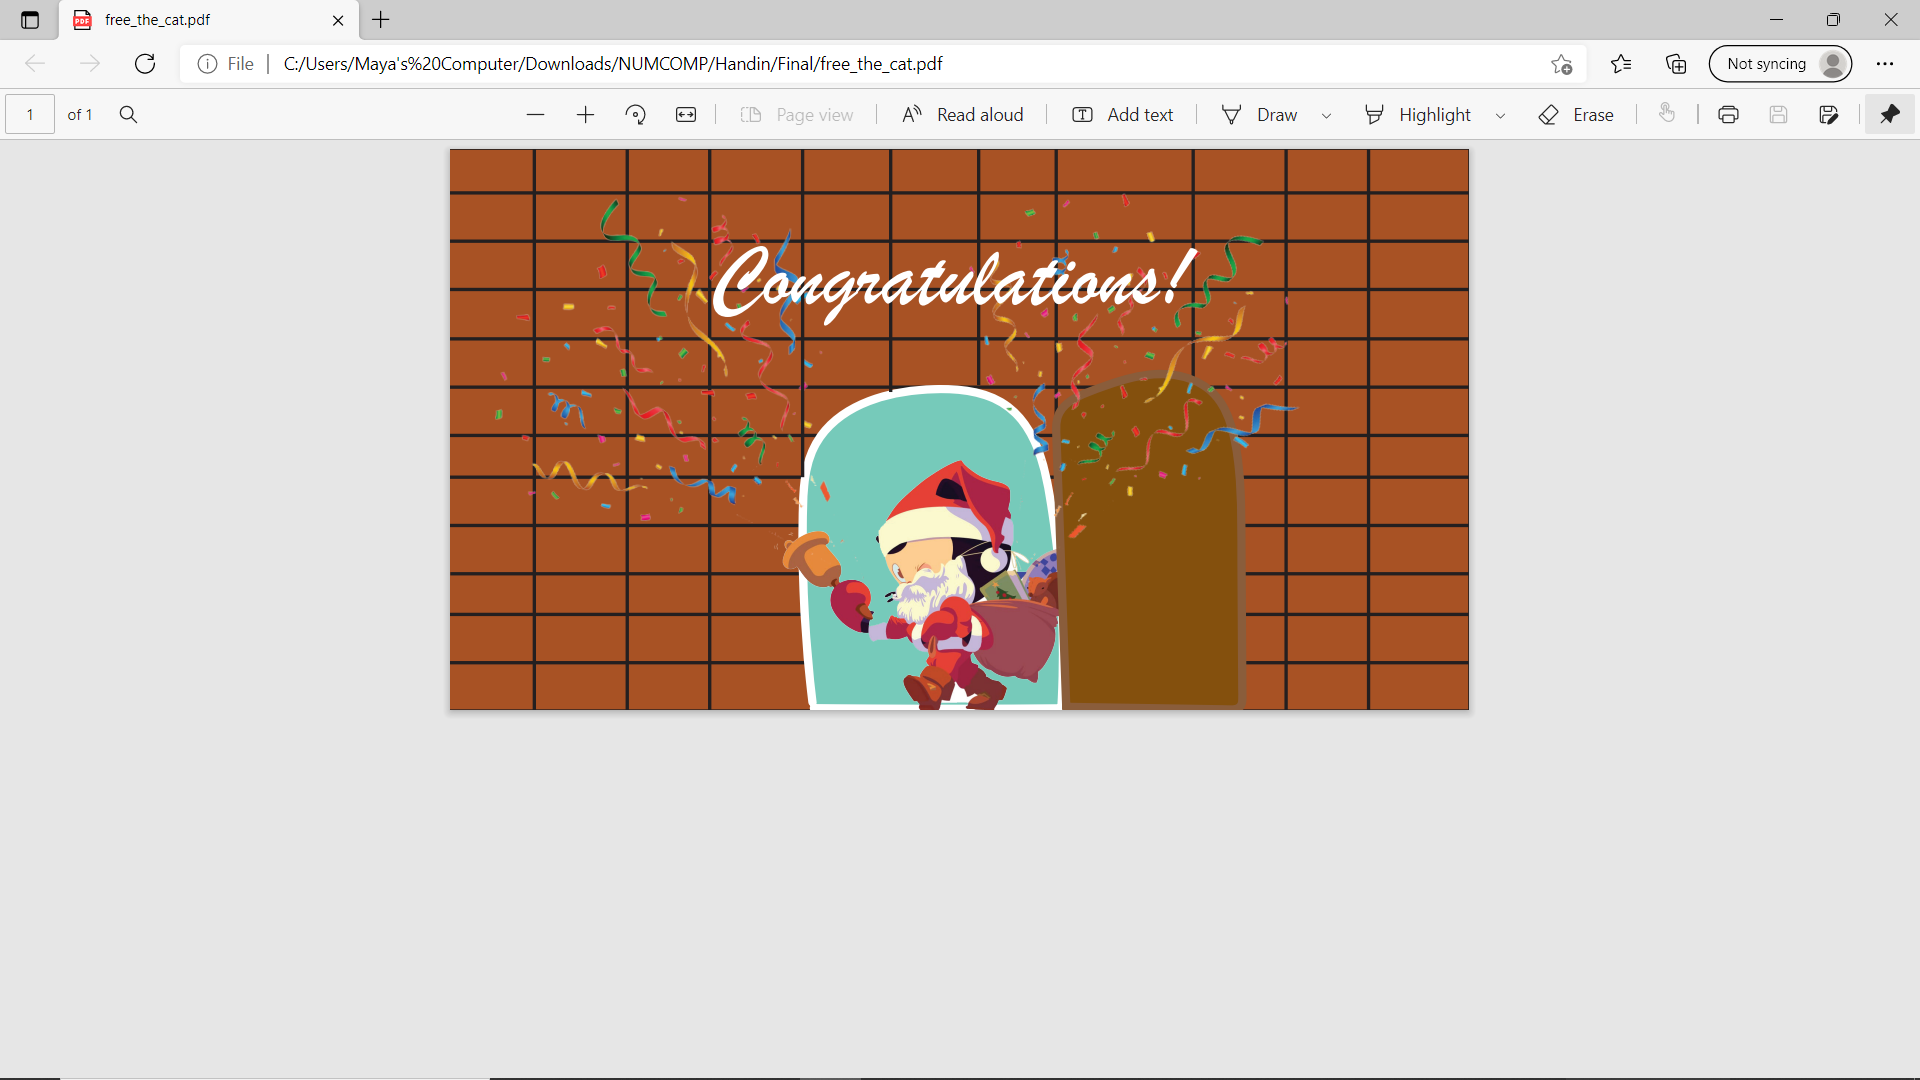 free_the_cat.pdf
File
C:/Users/Maya's%20Computer/Downloads/NUMCOMP/Handin/Final/free_the_cat.pdf
Not syncing
1 of 1
Page view
Read aloud
Add text
Draw
Highlight
Erase
Congratulations!